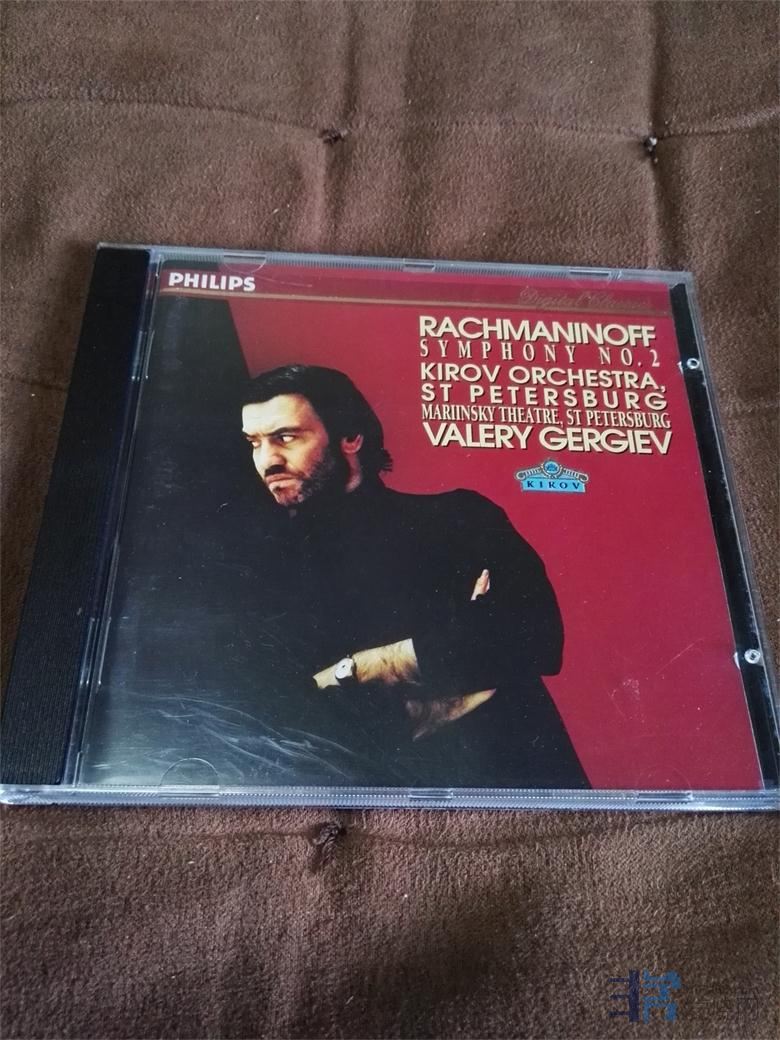 PHILIPS
Digital Classics
RACHMANINOFF
SYMPHONY NO. 2
KIROV ORCHESTRA,
ST PETERSBURG
MARIINSKY THEATRE, ST PETERSBURG
VALERY GERGIEV
KIROV